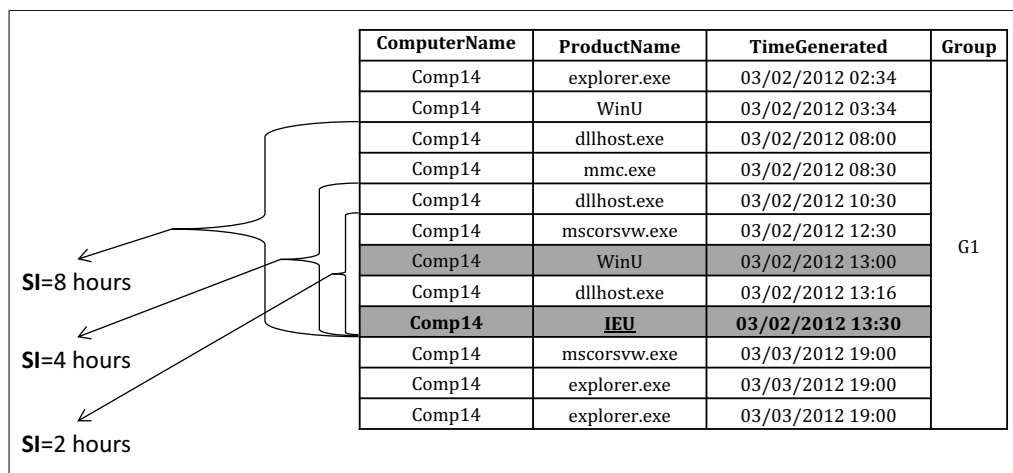 ComputerName ProductName TimeGenerated Group
Comp14 explorer.exe 03/02/2012 02:34
Comp14 WinU 03/02/2012 03:34
Comp14 dllhost.exe 03/02/2012 08:00
Comp14 mmc.exe 03/02/2012 08:30
Comp14 dllhost.exe 03/02/2012 10:30
Comp14 mscorsvw.exe 03/02/2012 12:30
G1
Comp14 WinU 03/02/2012 13:00
SI=8 hours
Comp14 dllhost.exe 03/02/2012 13:16
Comp14 IEU 03/02/2012 13:30
SI=4 hours
Comp14 mscorsvw.exe 03/03/2012 19:00
Comp14 explorer.exe 03/03/2012 19:00
Comp14 explorer.exe 03/03/2012 19:00
SI=2 hours